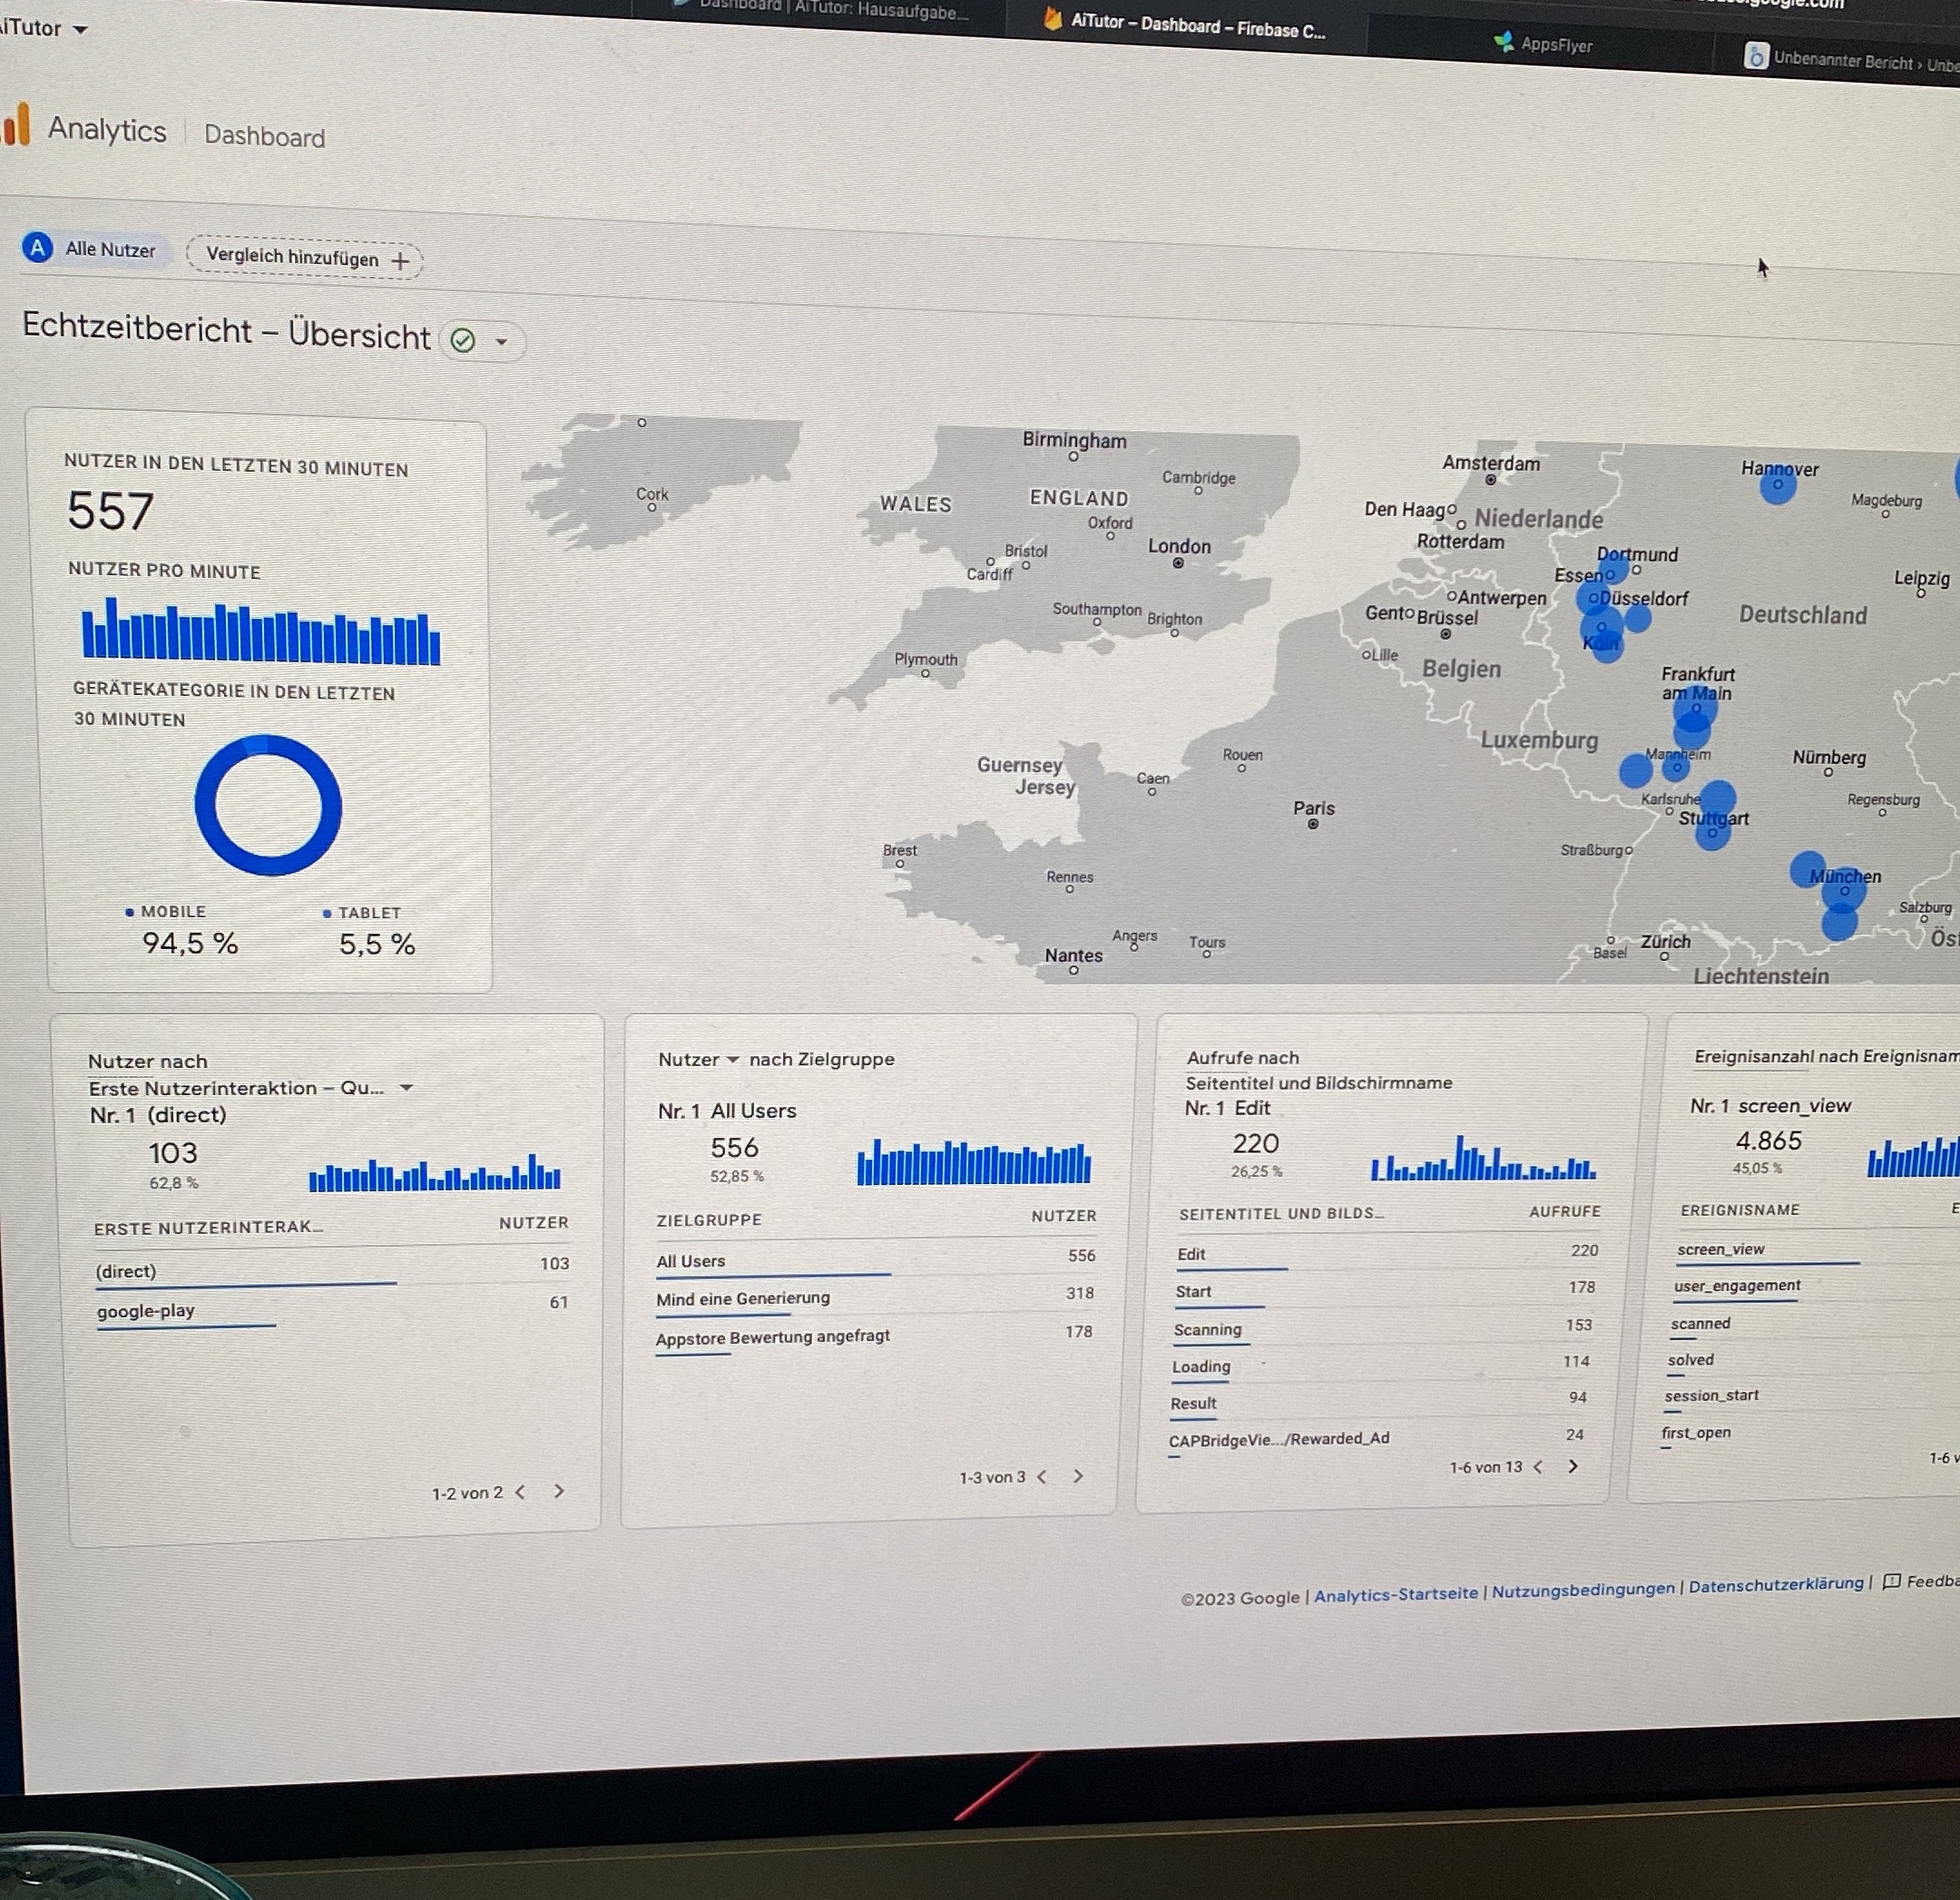 AiTutor
Dashboard | AiTutor: Hausaufgabe...
AiTutor – Dashboard – Firebase C...
AppsFlyer
Unbenannter Bericht › Unbe
Analytics
Dashboard
A Alle Nutzer
Vergleich hinzufügen +
Echtzeitbericht – Übersicht
NUTZER IN DEN LETZTEN 30 MINUTEN
557
NUTZER PRO MINUTE
GERÄTEKATEGORIE IN DEN LETZTEN
30 MINUTEN
MOBILE
94,5 %
TABLET
5,5 %
Birmingham
Cambridge
Cork
WALES
ENGLAND
Oxford
Bristol
London
Cardiff
Southampton
Brighton
Plymouth
Amsterdam
Hannover
Magdeburg
Den Haag
Niederlande
Rotterdam
Dortmund
Essen
Leipzig
Antwerpen
Düsseldorf
Gent
Brüssel
Deutschland
Köln
Lille
Belgien
Frankfurt
am Main
Luxemburg
Mannheim
Nürnberg
Guernsey
Jersey
Rouen
Caen
Paris
Karlsruhe
Regensburg
Stuttgart
Straßburg
Brest
Rennes
München
Salzburg
Angers
Tours
Nantes
Basel
Zürich
Öst
Liechtenstein
Nutzer nach
Erste Nutzerinteraktion – Qu...
Nr. 1 (direct)
103
62,8 %
ERSTE NUTZERINTERAK...
NUTZER
(direct) 103
google-play 61
1-2 von 2
Nutzer nach Zielgruppe
Nr. 1 All Users
556
52,85 %
ZIELGRUPPE
NUTZER
All Users 556
Mind eine Generierung 318
Appstore Bewertung angefragt 178
1-3 von 3
Aufrufe nach
Seitentitel und Bildschirmname
Nr. 1 Edit
220
26,25 %
SEITENTITEL UND BILDS...
AUFRUFE
Edit 220
Start 178
Scanning 153
Loading 114
Result 94
CAPBridgeVie.../Rewarded_Ad 24
1-6 von 13
Ereignisanzahl nach Ereignisnam
Nr. 1 screen_view
4.865
45,05 %
EREIGNISNAME
E
screen_view
user_engagement
scanned
solved
session_start
first_open
1-6 v
©2023 Google | Analytics-Startseite | Nutzungsbedingungen | Datenschutzerklärung | Feedba